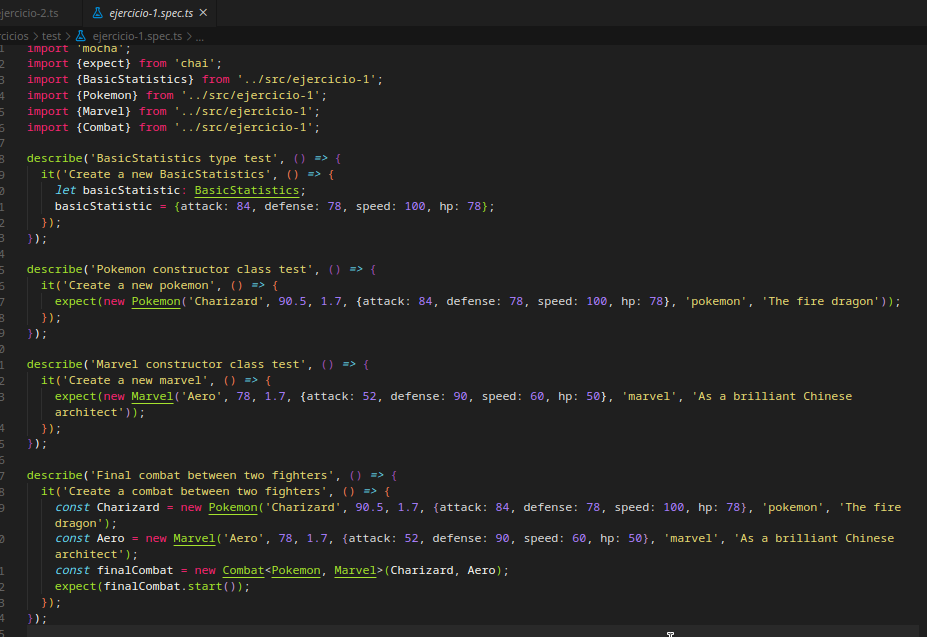 ejercicio-2.ts
ejercicio-1.spec.ts ×
rcicios > test > ejercicio-1.spec.ts > ...
1 import 'mocha';
2 import {expect} from 'chai';
3 import {BasicStatistics} from '../src/ejercicio-1';
4 import {Pokemon} from '../src/ejercicio-1';
5 import {Marvel} from '../src/ejercicio-1';
6 import {Combat} from '../src/ejercicio-1';
7
8 describe('BasicStatistics type test', () => {
9 it('Create a new BasicStatistics', () => {
0 let basicStatistic: BasicStatistics;
1 basicStatistic = {attack: 84, defense: 78, speed: 100, hp: 78};
2 });
3 });
4
5 describe('Pokemon constructor class test', () => {
6 it('Create a new pokemon', () => {
7 expect(new Pokemon('Charizard', 90.5, 1.7, {attack: 84, defense: 78, speed: 100, hp: 78}, 'pokemon', 'The fire dragon'));
8 });
9 });
0
1 describe('Marvel constructor class test', () => {
2 it('Create a new marvel', () => {
3 expect(new Marvel('Aero', 78, 1.7, {attack: 52, defense: 90, speed: 60, hp: 50}, 'marvel', 'As a brilliant Chinese
architect'));
4 });
5 });
6
7 describe('Final combat between two fighters', () => {
8 it('Create a combat between two fighters', () => {
9 const Charizard = new Pokemon('Charizard', 90.5, 1.7, {attack: 84, defense: 78, speed: 100, hp: 78}, 'pokemon', 'The fire
dragon');
0 const Aero = new Marvel('Aero', 78, 1.7, {attack: 52, defense: 90, speed: 60, hp: 50}, 'marvel', 'As a brilliant Chinese
architect');
1 const finalCombat = new Combat<Pokemon, Marvel>(Charizard, Aero);
2 expect(finalCombat.start());
3 });
4 });
5